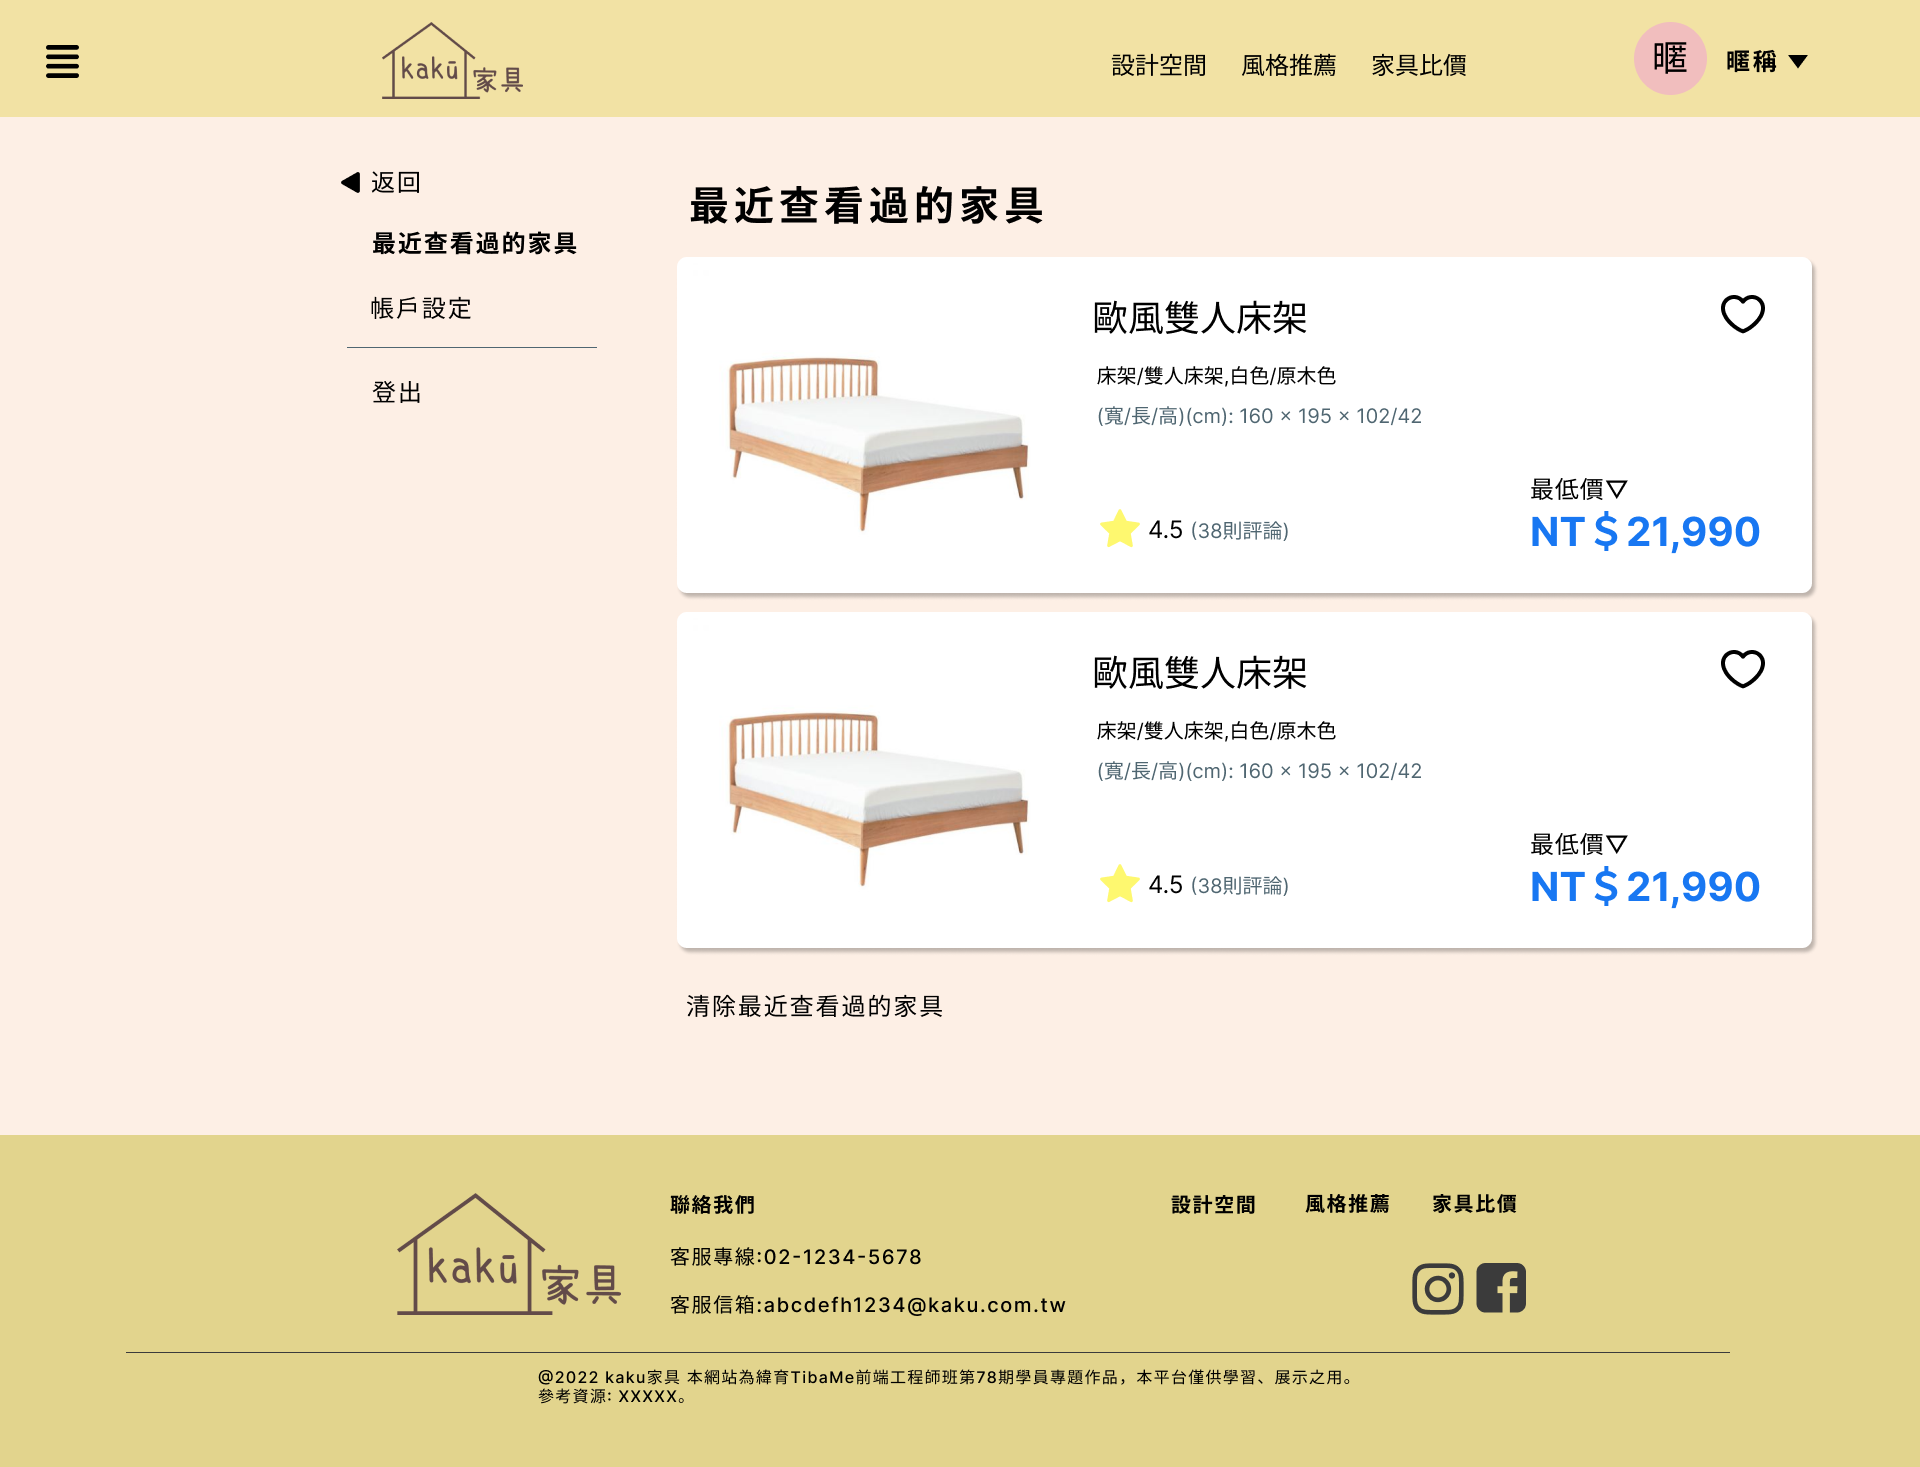 kakū家具
設計空間 風格推薦 家具比價
暱 暱稱
返回
最近查看過的家具
帳戶設定
登出
最近查看過的家具
歐風雙人床架
床架/雙人床架,白色/原木色
(寬/長/高)(cm): 160 × 195 × 102/42
4.5 (38則評論)
最低價▽
NT＄21,990
歐風雙人床架
床架/雙人床架,白色/原木色
(寬/長/高)(cm): 160 × 195 × 102/42
4.5 (38則評論)
最低價▽
NT＄21,990
清除最近查看過的家具
kakū家具
聯絡我們
客服專線:02-1234-5678
客服信箱:abcdefh1234@kaku.com.tw
設計空間 風格推薦 家具比價
@2022 kaku家具 本網站為緯育TibaMe前端工程師班第78期學員專題作品，本平台僅供學習、展示之用。
參考資源: XXXXX。